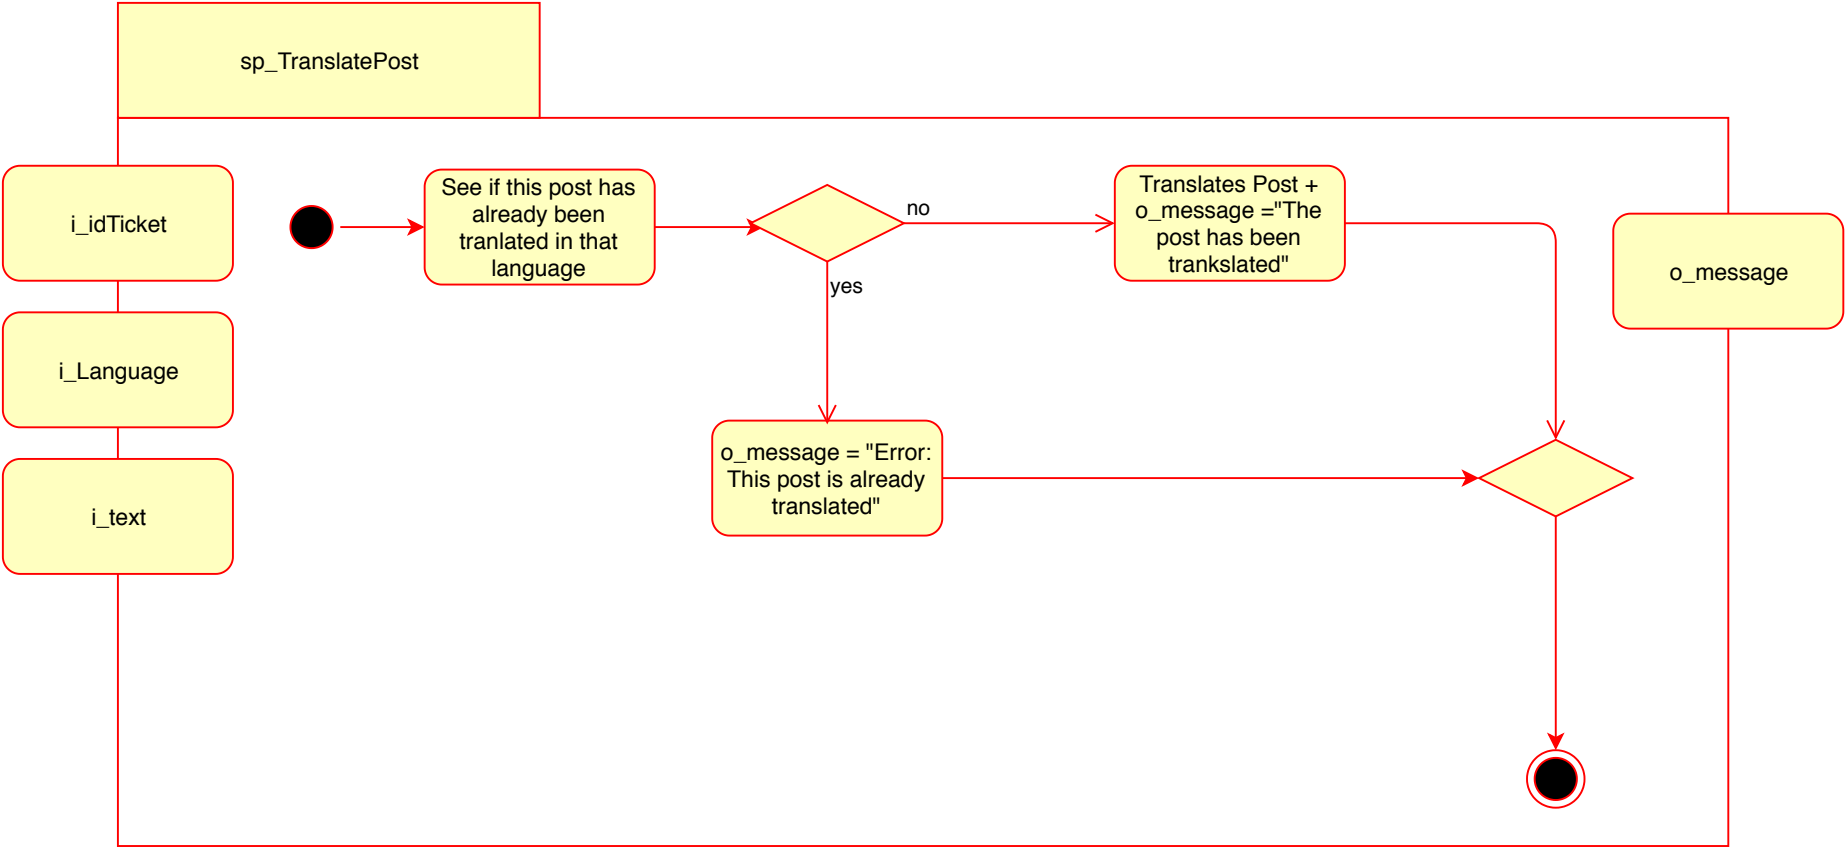 sp_TranslatePost
i_idTicket
See if this post has
already been
tranlated in that
language
no
Translates Post +
o_message ="The
post has been
trankslated"
o_message
yes
i_Language
o_message = "Error:
This post is already
translated"
i_text